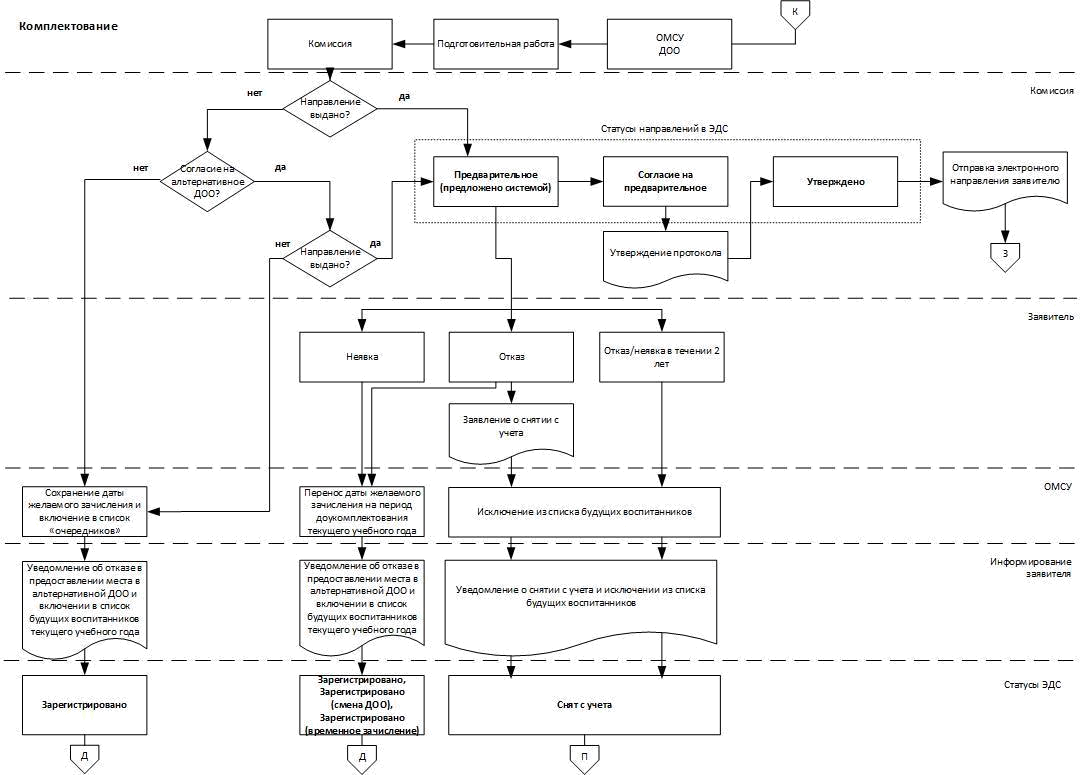 К
Комплектование
Комиссия
Подготовительная работа
ОМСУ
ДОО
Комиссия
нет
Направление
выдано?
да
Статусы направлений в ЭДС
нет
Согласие на
альтернативное
ДОО?
да
Предварительное
(предложено системой)
Согласие на
предварительное
Утверждено
Отправка электронного
направления заявителю
нет
Направление
выдано?
да
Утверждение протокола
З
Заявитель
Неявка
Отказ
Отказ/неявка в течении 2
лет
Заявление о снятии с
учета
ОМСУ
Сохранение даты
желаемого зачисления и
включение в список
«очередников»
Перенос даты желаемого
зачисления на период
доукомплектования
текущего учебного года
Исключение из списка будущих воспитанников
Информирование
заявителя
Уведомление об отказе в
предоставлении места в
альтернативной ДОО и
включении в список
будущих воспитанников
текущего учебного года
Уведомление об отказе в
предоставлении места в
альтернативной ДОО и
включении в список
будущих воспитанников
текущего учебного года
Уведомление о снятии с учета и исключении из списка
будущих воспитанников
Статусы ЭДС
Зарегистрировано
Зарегистрировано,
Зарегистрировано
(смена ДОО),
Зарегистрировано
(временное зачисление)
Снят с учета
Д
Д
П